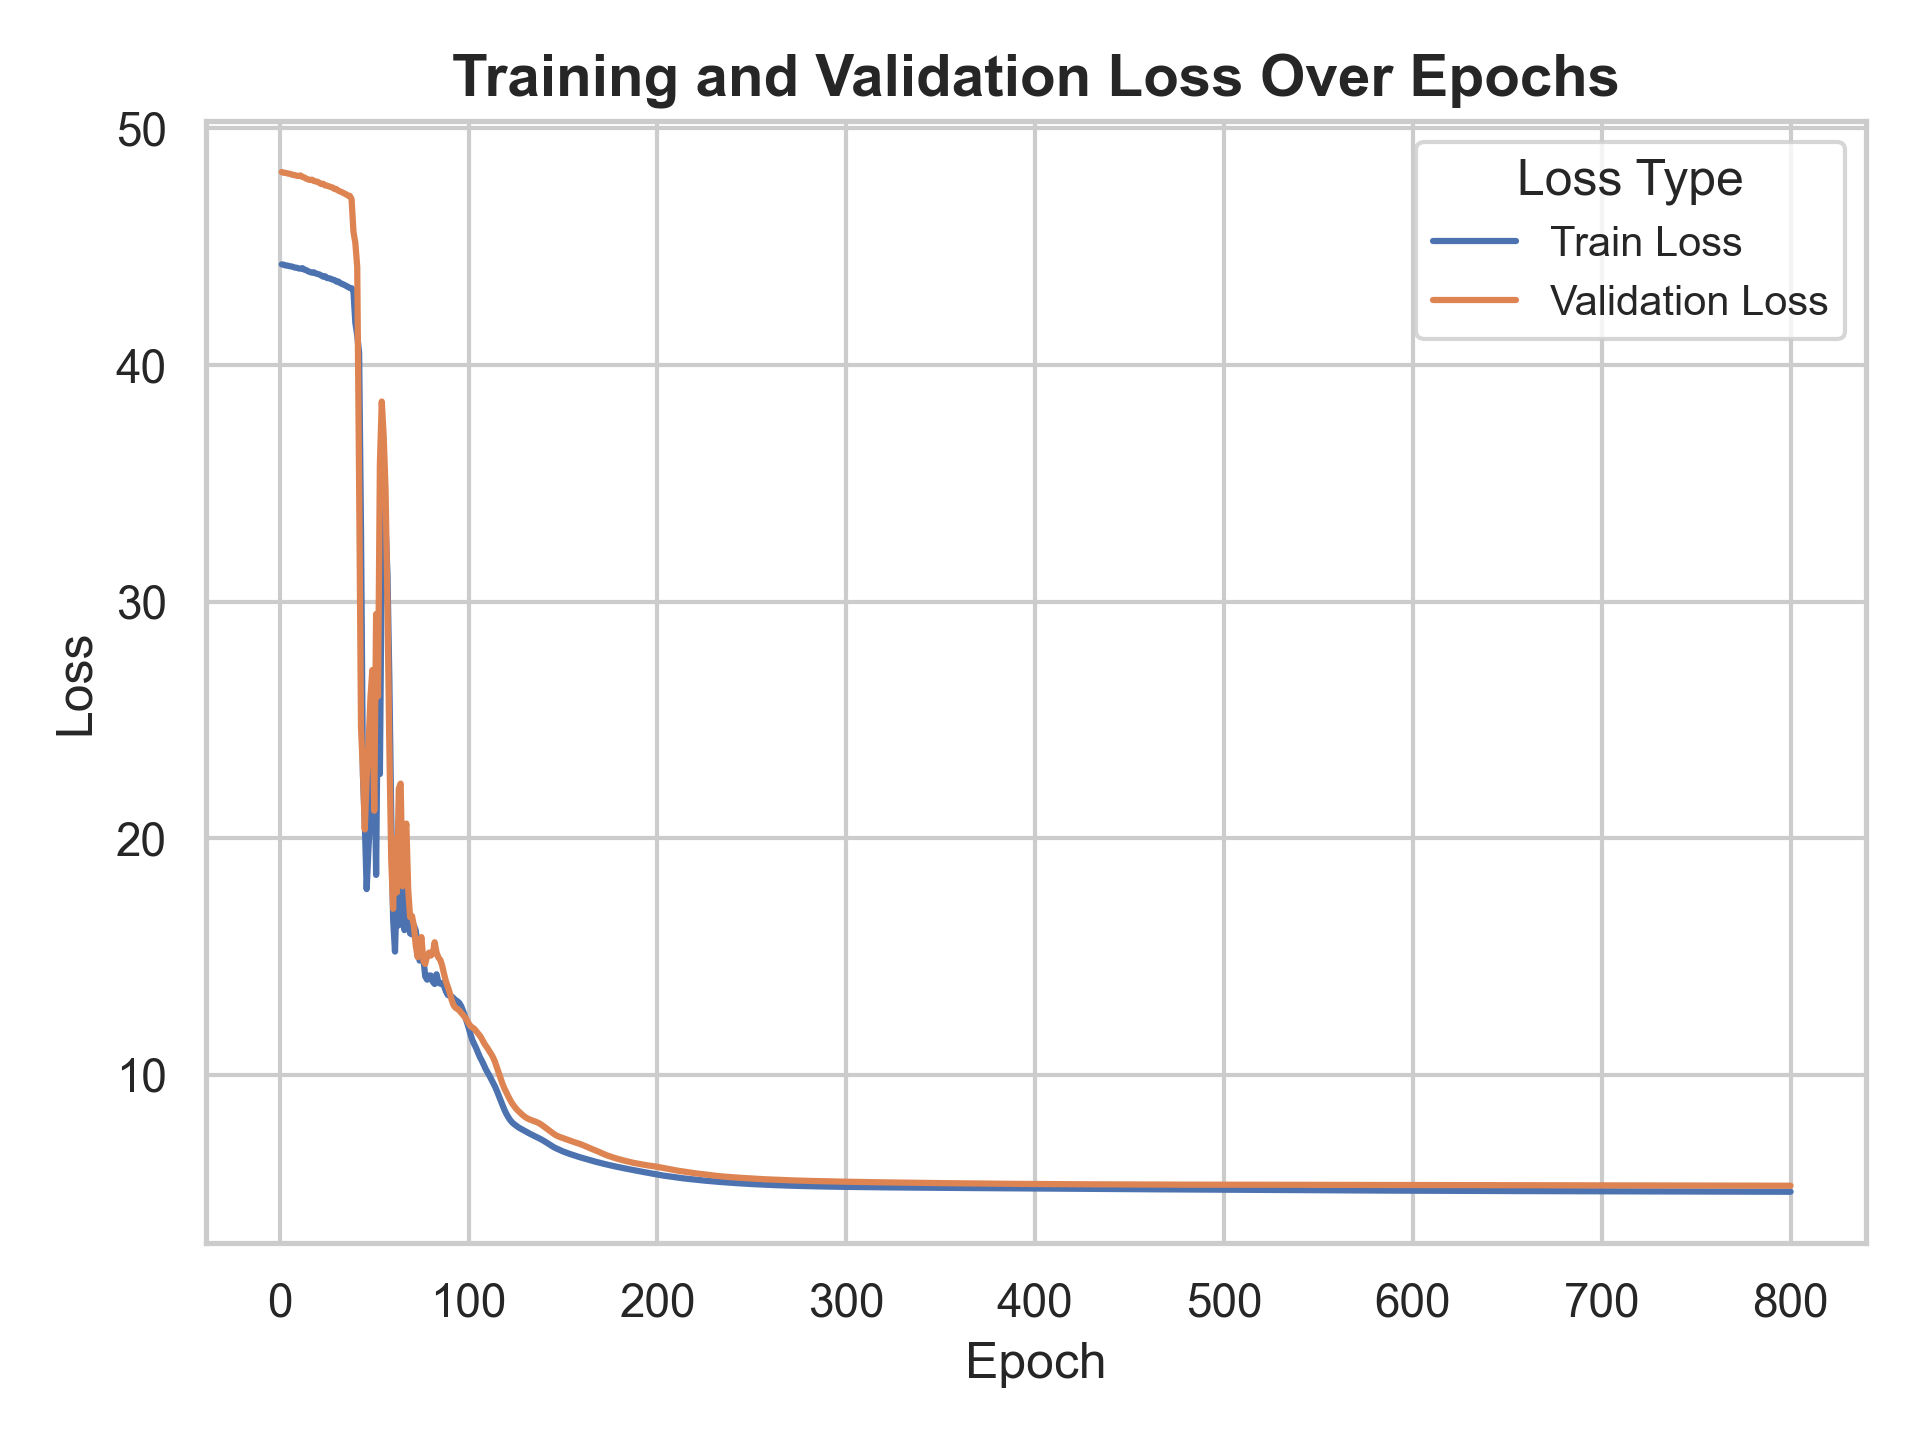 Training and Validation Loss Over Epochs
50
40
30
20
10
Loss
Loss Type
Train Loss
Validation Loss
0 100 200 300 400 500 600 700 800
Epoch